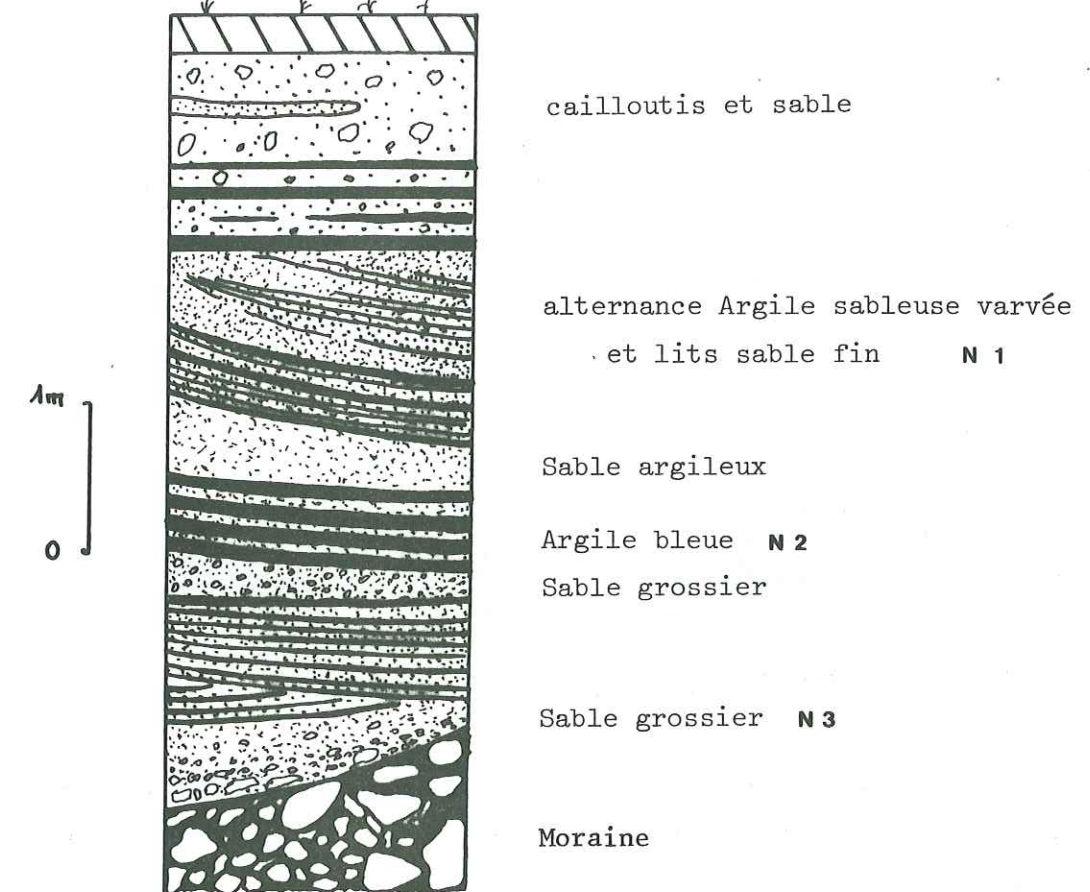 cailloutis et sable
alternance Argile sableuse varvée
et lits sable fin N 1
1m
Sable argileux
Argile bleue N 2
0
Sable grossier
Sable grossier N 3
Moraine